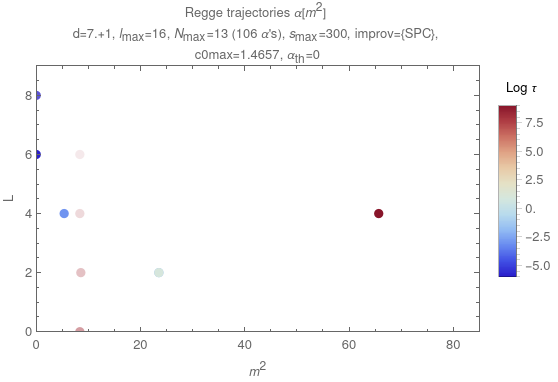 Regge trajectories α[m²]
d=7.+1, lmax=16, Nmax=13 (106 α's), smax=300, improv={SPC},
c0max=1.4657, αth=0
Log τ
8
6
4
2
0
L
7.5
5.0
2.5
0.
−2.5
−5.0
0 20 40 60 80
m²